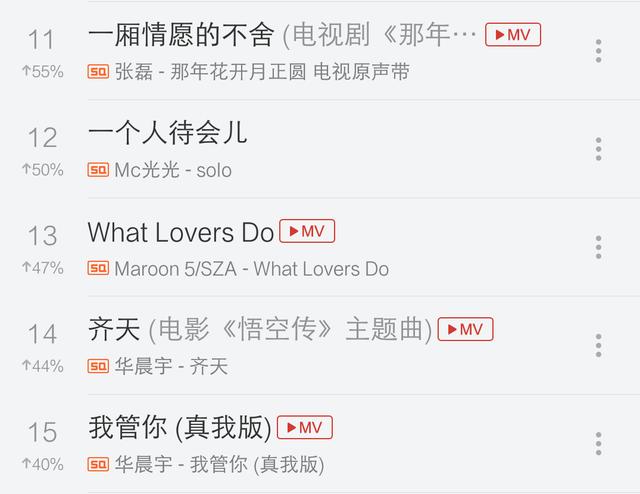 11 一厢情愿的不舍 (电视剧《那年… ▶MV
↑55% SQ 张磊 - 那年花开月正圆 电视原声带
12 一个人待会儿
↑50% SQ Mc光光 - solo
13 What Lovers Do ▶MV
↑47% SQ Maroon 5/SZA - What Lovers Do
14 齐天 (电影《悟空传》主题曲) ▶MV
↑44% SQ 华晨宇 - 齐天
15 我管你 (真我版) ▶MV
↑40% SQ 华晨宇 - 我管你 (真我版)